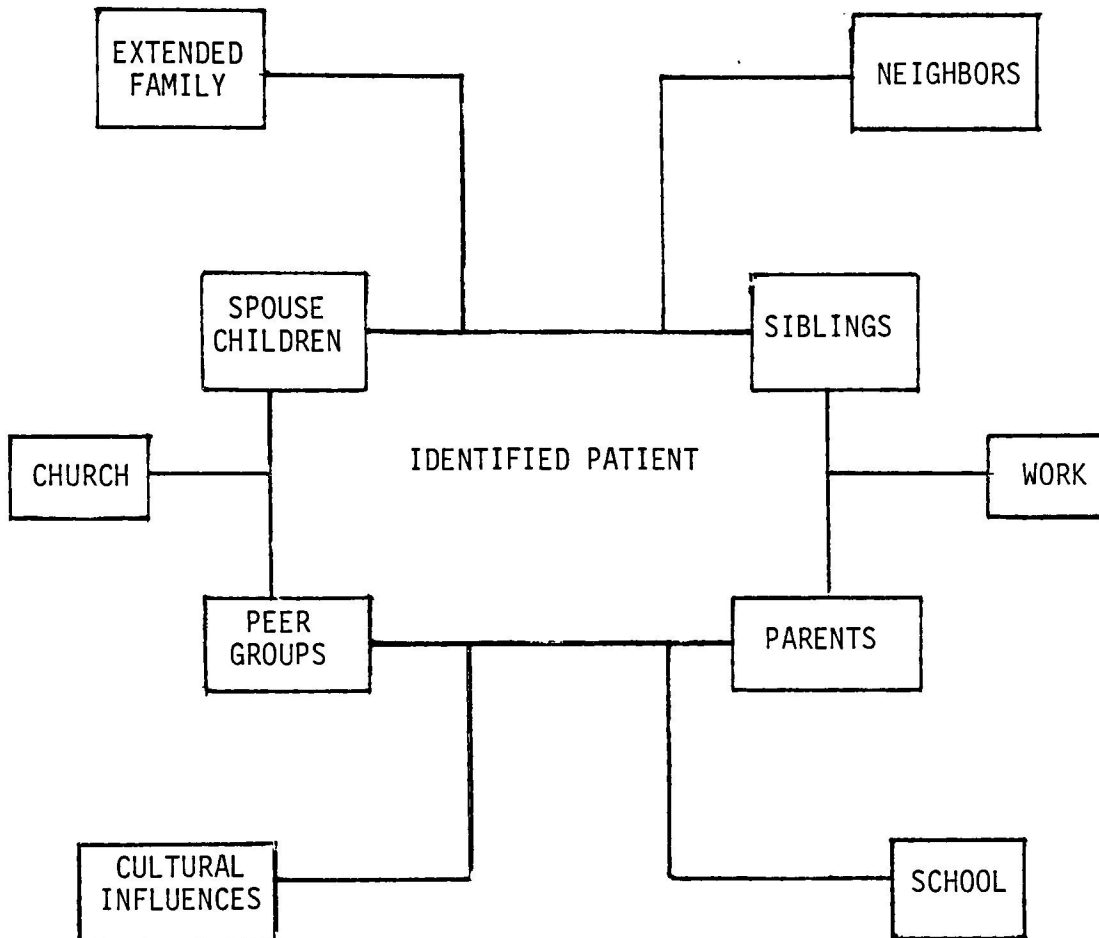 EXTENDED
FAMILY
NEIGHBORS
SPOUSE
CHILDREN
SIBLINGS
CHURCH
IDENTIFIED PATIENT
WORK
PEER
GROUPS
PARENTS
CULTURAL
INFLUENCES
SCHOOL